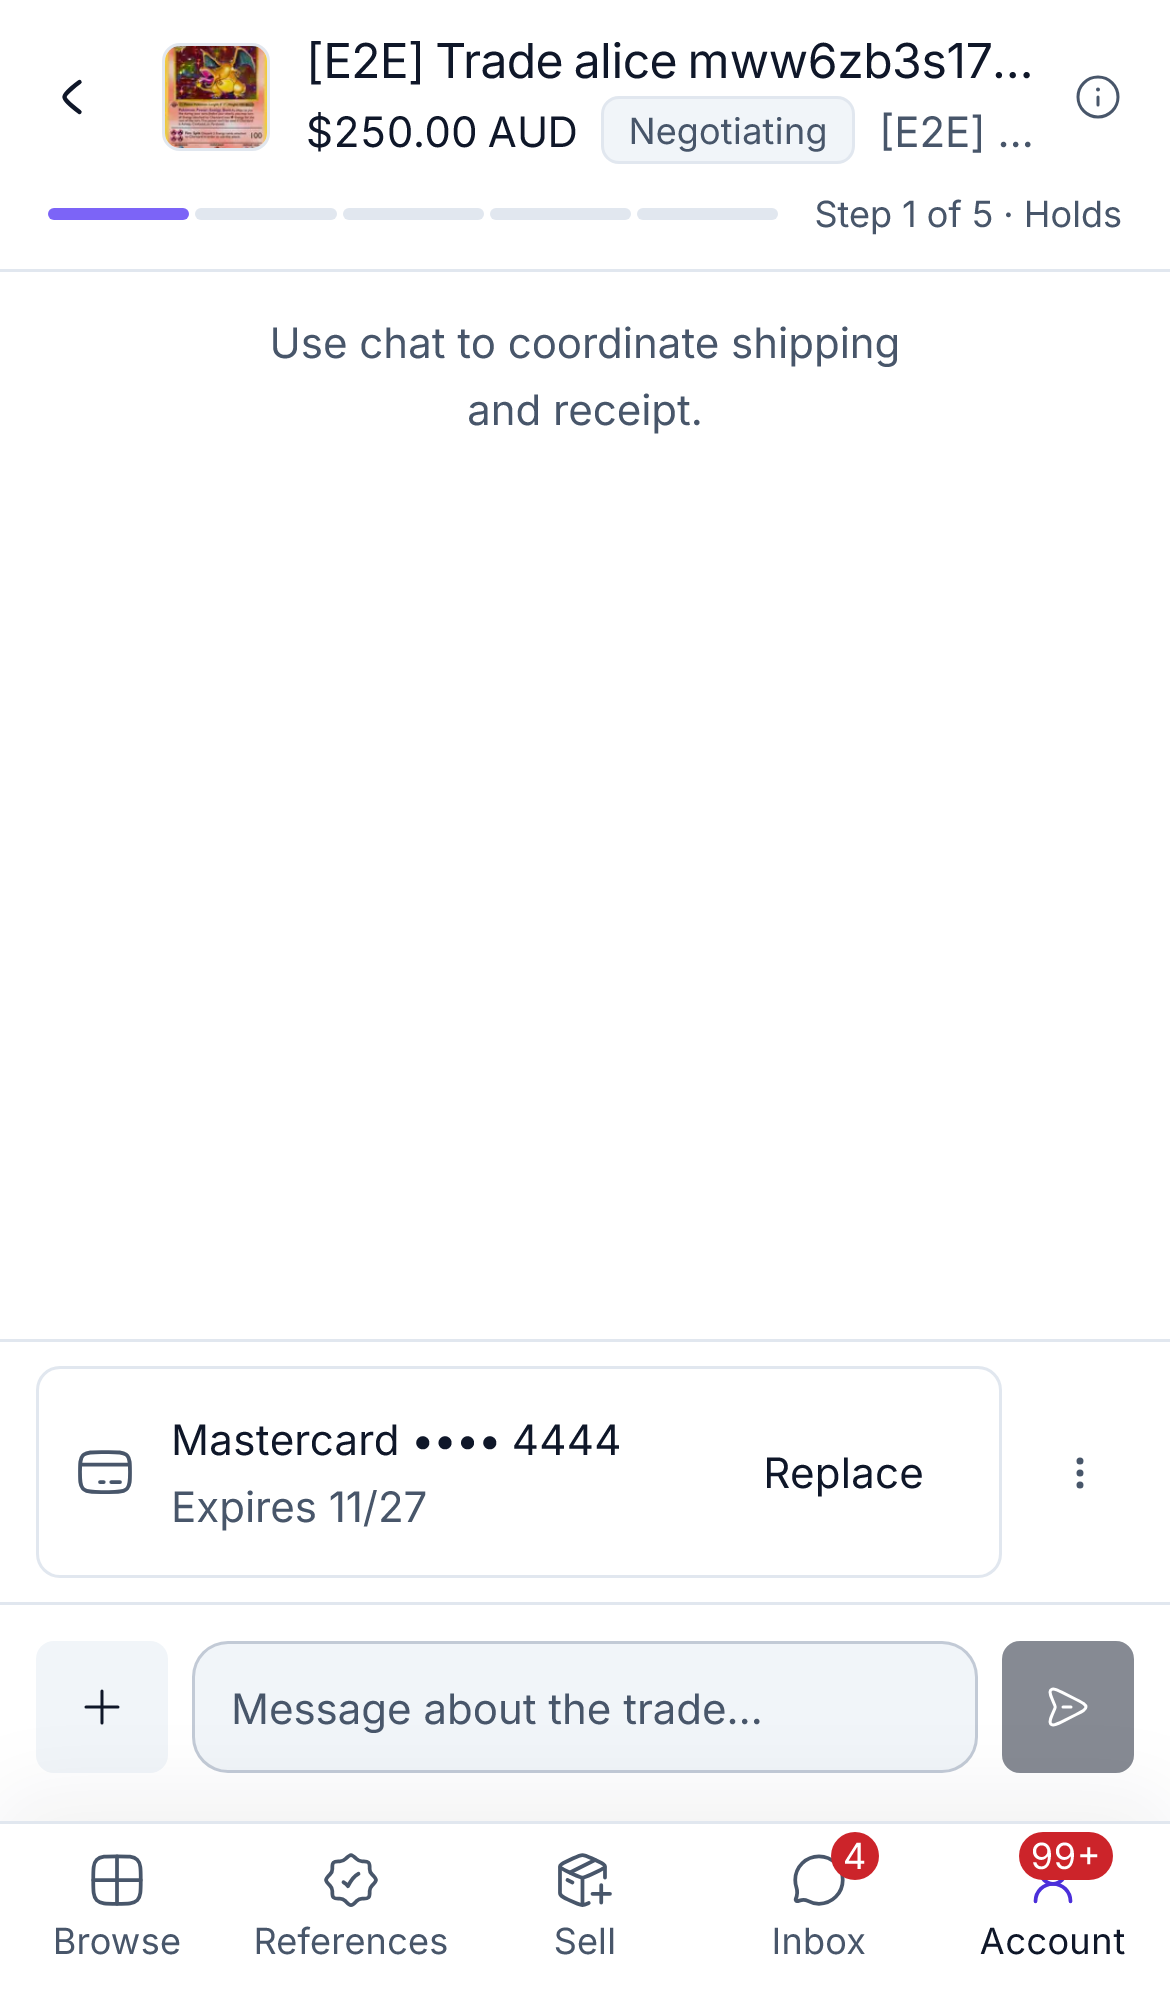 [E2E] Trade alice mww6zb3s17...
$250.00 AUD Negotiating [E2E] ...
Step 1 of 5 · Holds
Use chat to coordinate shipping
and receipt.
Mastercard •••• 4444
Expires 11/27
Replace
Message about the trade...
4
99+
Browse
References
Sell
Inbox
Account